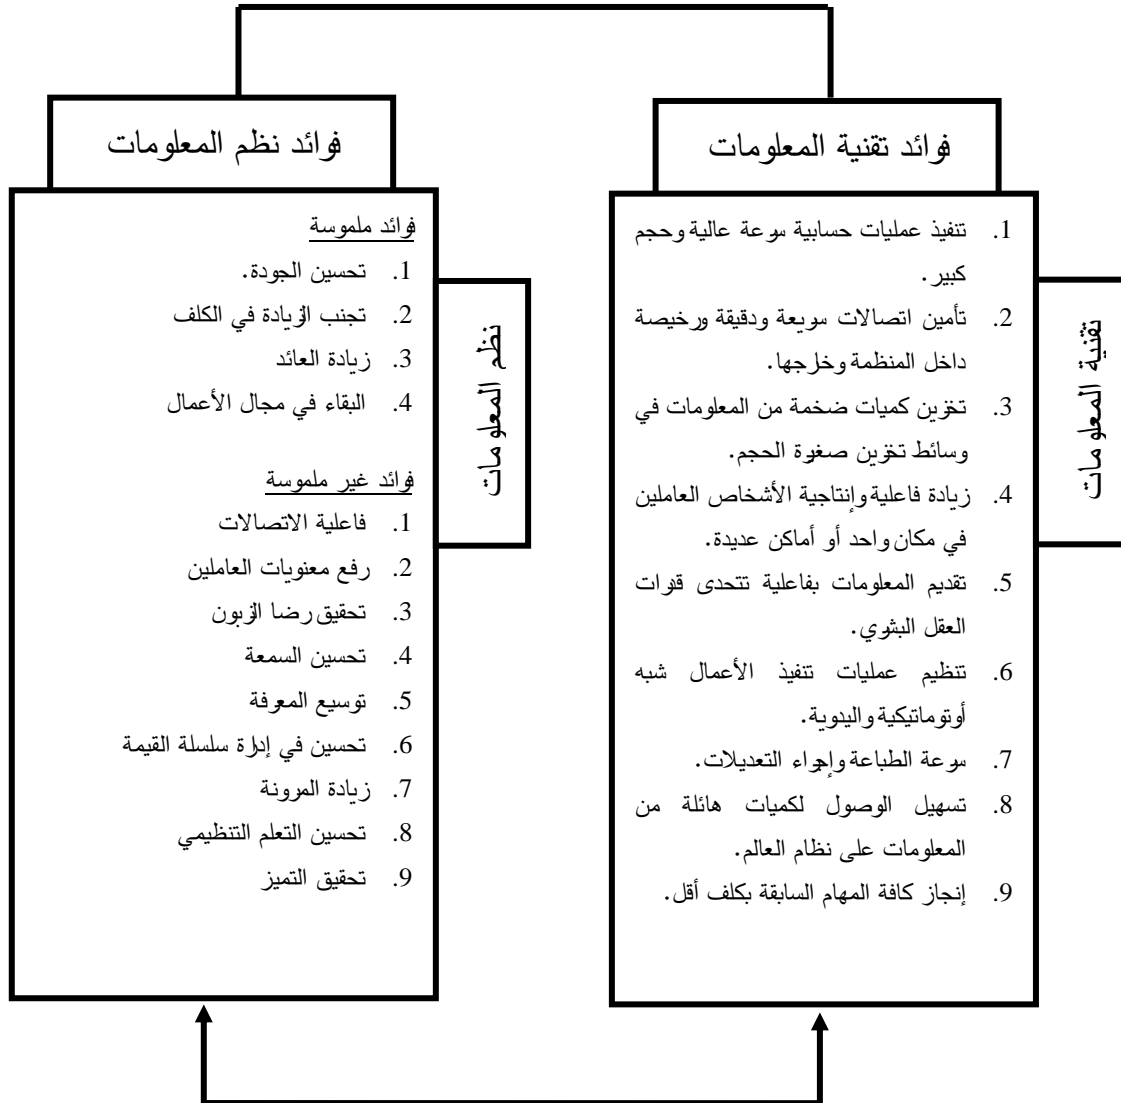 فوائد تقنية المعلومات
1. تنفيذ عمليات حسابية سرعة عالية وحجم
كبير.
2. تأمين اتصالات سريعة ودقيقة ورخيصة
داخل المنظمة وخارجها.
3. تخزين كميات ضخمة من المعلومات في
وسائط تخزين صغيرة الحجم.
4. زيادة فاعلية وإنتاجية الأشخاص العاملين
في مكان واحد أو أماكن عديدة.
5. تقديم المعلومات بفاعلية تتحدى قدرات
العقل البشري.
6. تنظيم عمليات تنفيذ الأعمال شبه
أوتوماتيكية واليدوية.
7. سرعة الطباعة وإجراء التعديلات.
8. تسهيل الوصول لكميات هائلة من
المعلومات على نظام العالم.
9. إنجاز كافة المهام السابقة بكلف أقل.
تقنية المعلومات
فوائد نظم المعلومات
فوائد ملموسة
1. تحسين الجودة.
2. تجنب الزيادة في الكلف
3. زيادة العائد
4. البقاء في مجال الأعمال
فوائد غير ملموسة
1. فاعلية الاتصالات
2. رفع معنويات العاملين
3. تحقيق رضا الزبون
4. تحسين السمعة
5. توسيع المعرفة
6. تحسين في إدارة سلسلة القيمة
7. زيادة المرونة
8. تحسين التعلم التنظيمي
9. تحقيق التميز
نظم المعلومات